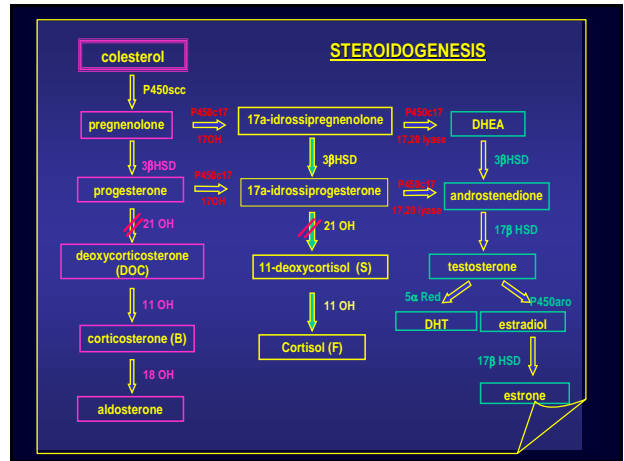 STEROIDOGENESIS
colesterol
P450scc
pregnenolone
P450c17
17OH
17a-idrossipregnenolone
P450c17
17,20 lyase
DHEA
3βHSD
3βHSD
3βHSD
progesterone
P450c17
17OH
17a-idrossiprogesterone
P450c17
17,20 lyase
androstenedione
21 OH
21 OH
17β HSD
deoxycorticosterone
(DOC)
11-deoxycortisol (S)
testosterone
11 OH
11 OH
5α Red
P450aro
corticosterone (B)
Cortisol (F)
DHT
estradiol
18 OH
17β HSD
aldosterone
estrone